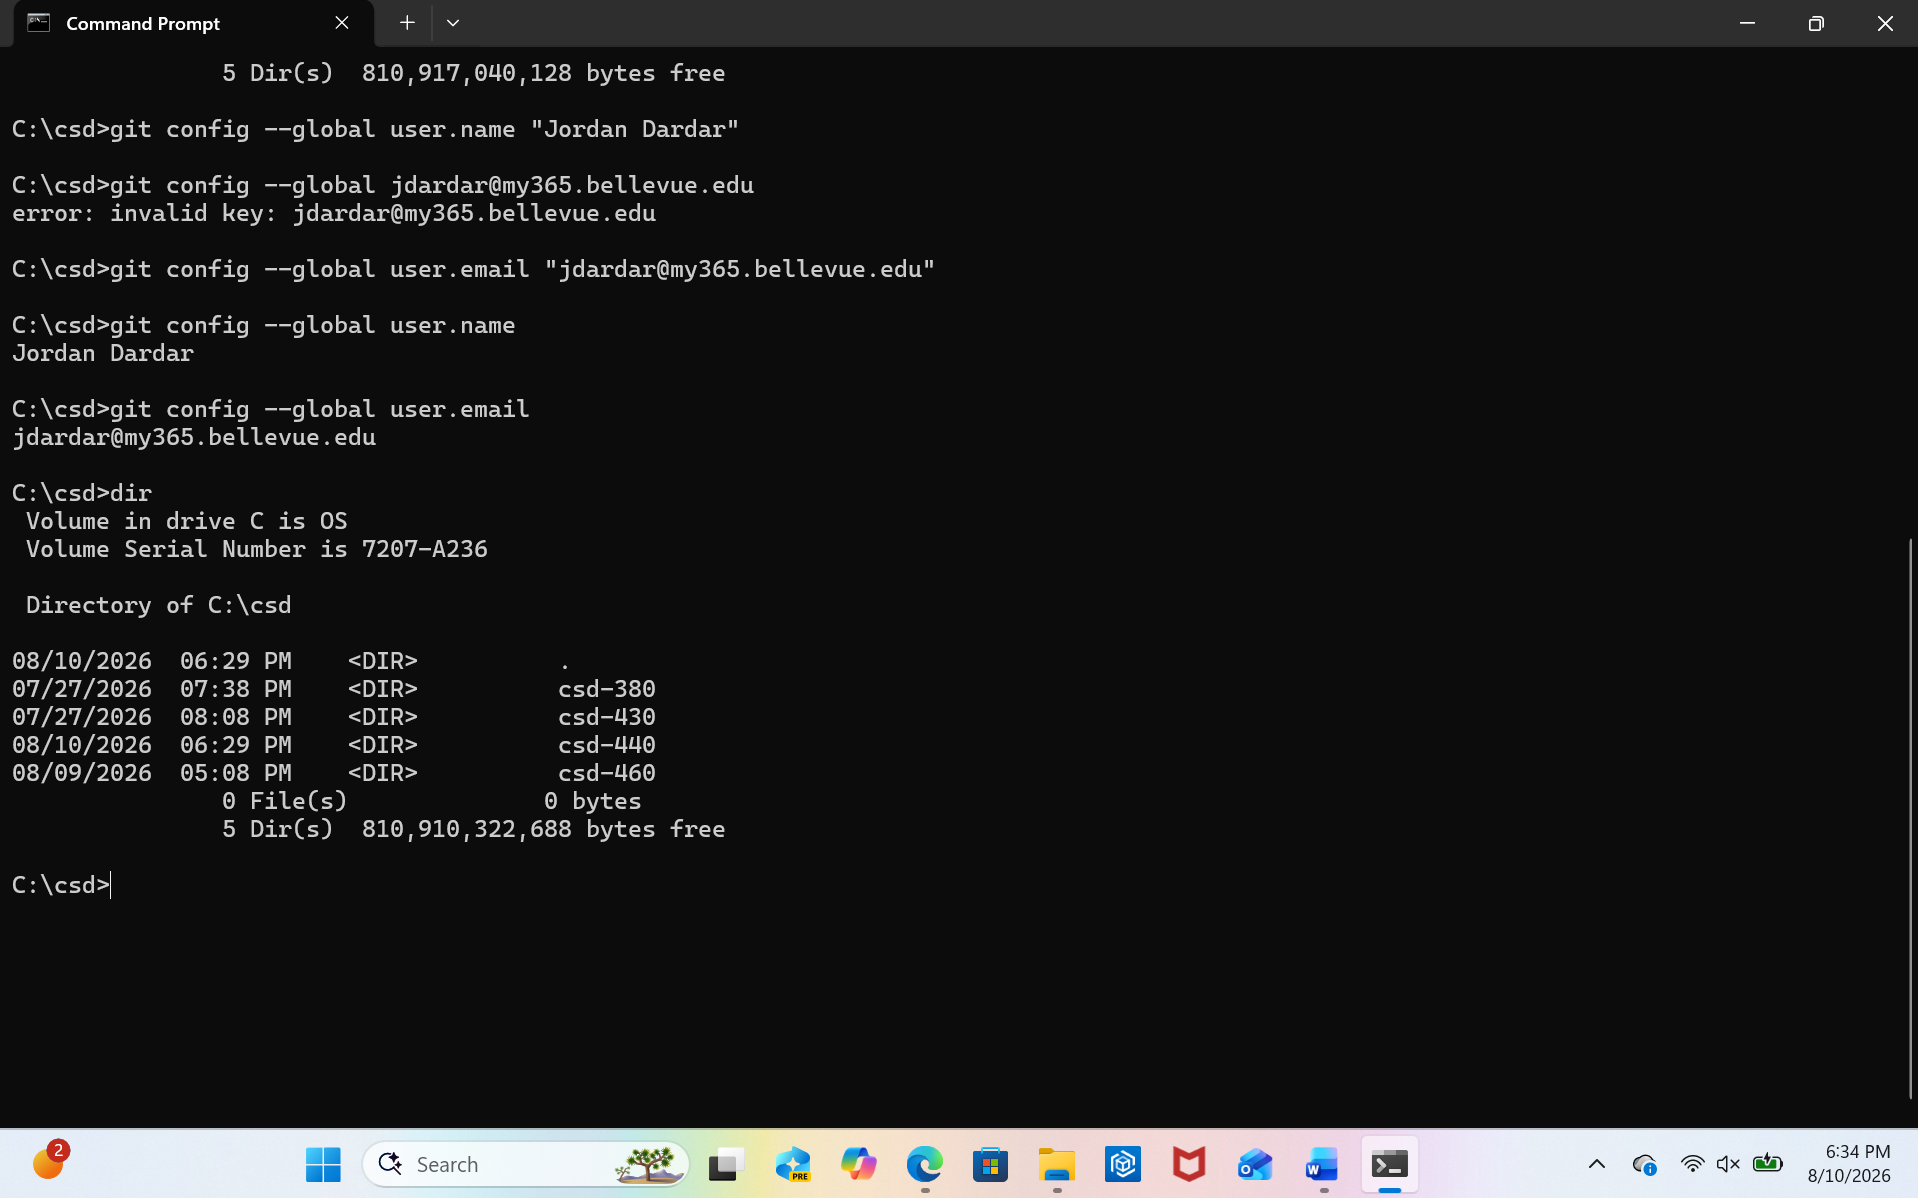 Command Prompt
5 Dir(s)  810,917,040,128 bytes free
C:\csd>git config --global user.name "Jordan Dardar"
C:\csd>git config --global jdardar@my365.bellevue.edu
error: invalid key: jdardar@my365.bellevue.edu
C:\csd>git config --global user.email "jdardar@my365.bellevue.edu"
C:\csd>git config --global user.name
Jordan Dardar
C:\csd>git config --global user.email
jdardar@my365.bellevue.edu
C:\csd>dir
Volume in drive C is OS
Volume Serial Number is 7207-A236
Directory of C:\csd
08/10/2026  06:29 PM    <DIR>          .
07/27/2026  07:38 PM    <DIR>          csd-380
07/27/2026  08:08 PM    <DIR>          csd-430
08/10/2026  06:29 PM    <DIR>          csd-440
08/09/2026  05:08 PM    <DIR>          csd-460
0 File(s)              0 bytes
5 Dir(s)  810,910,322,688 bytes free
C:\csd>
2
Search
PRE
O
W
6:34 PM
8/10/2026